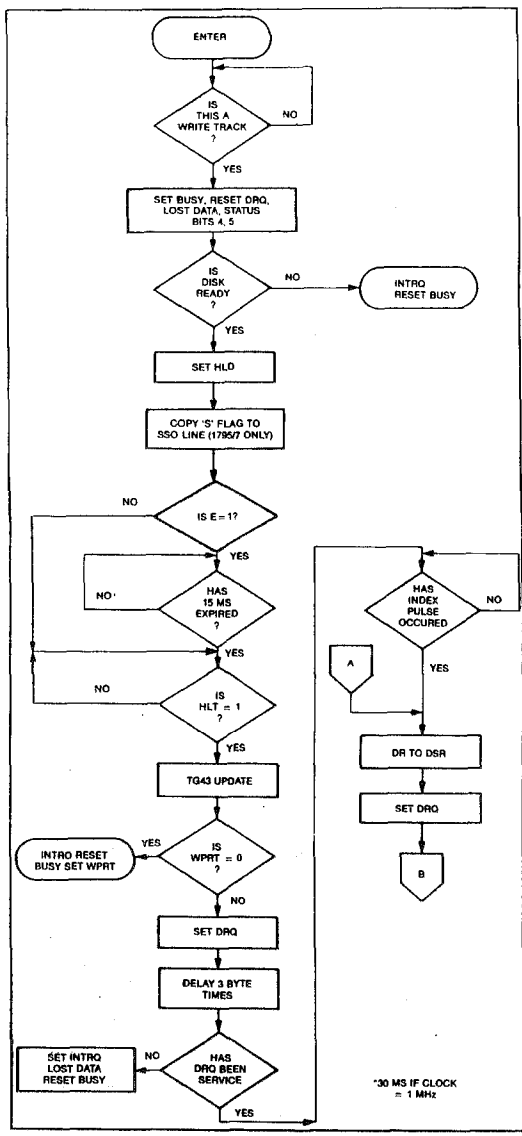 ENTER
IS
THIS A
WRITE TRACK
?
NO
YES
SET BUSY, RESET DRQ,
LOST DATA, STATUS
BITS 4, 5
IS
DISK
READY
?
NO
INTRQ
RESET BUSY
YES
SET HLD
COPY 'S' FLAG TO
SSO LINE (1795/7 ONLY)
NO
IS E = 1?
YES
NO*
HAS
15 MS
EXPIRED
?
YES
NO
IS
HLT = 1
?
YES
TG43 UPDATE
YES
IS
WPRT = 0
?
INTRO RESET
BUSY SET WPRT
NO
SET DRQ
DELAY 3 BYTE
TIMES
SET INTRQ
LOST DATA
RESET BUSY
NO
HAS
DRQ BEEN
SERVICE
YES
HAS
INDEX
PULSE
OCCURED
NO
YES
A
DR TO DSR
SET DRQ
B
*30 MS IF CLOCK
= 1 MHz